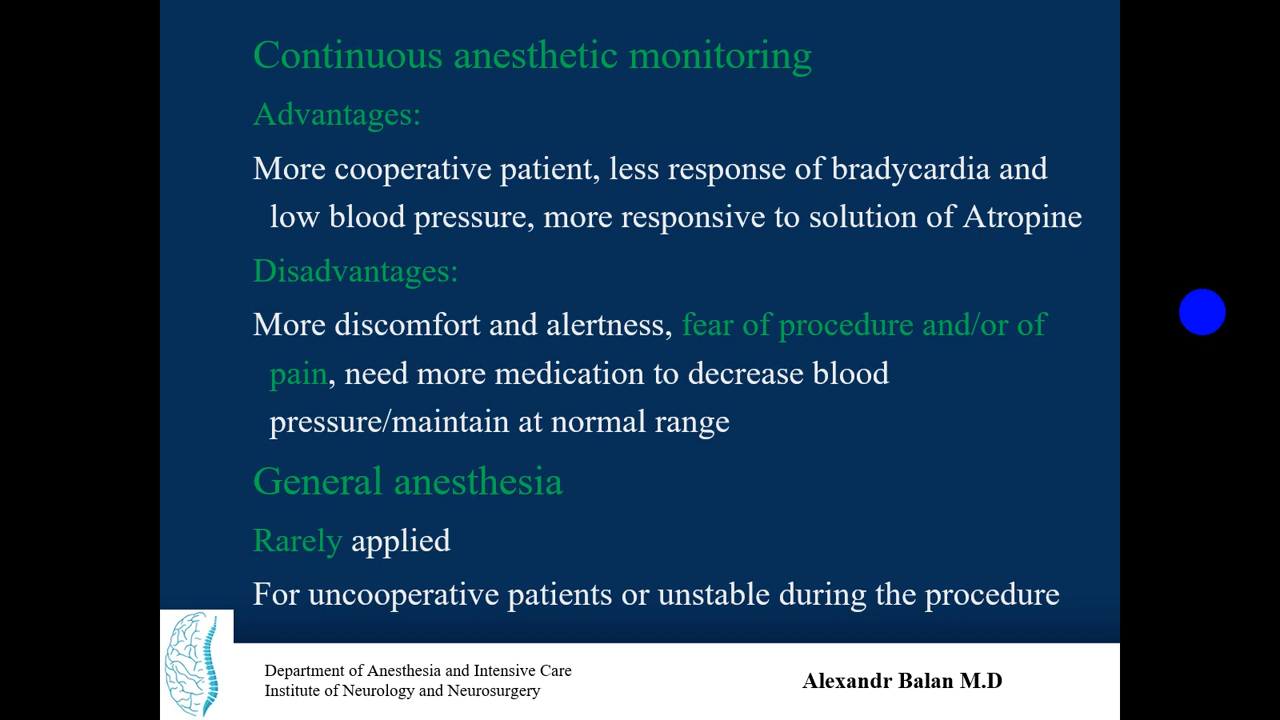 Continuous anesthetic monitoring
Advantages:
More cooperative patient, less response of bradycardia and
low blood pressure, more responsive to solution of Atropine
Disadvantages:
More discomfort and alertness, fear of procedure and/or of
pain, need more medication to decrease blood
pressure/maintain at normal range
General anesthesia
Rarely applied
For uncooperative patients or unstable during the procedure
Department of Anesthesia and Intensive Care
Institute of Neurology and Neurosurgery
Alexandr Balan M.D